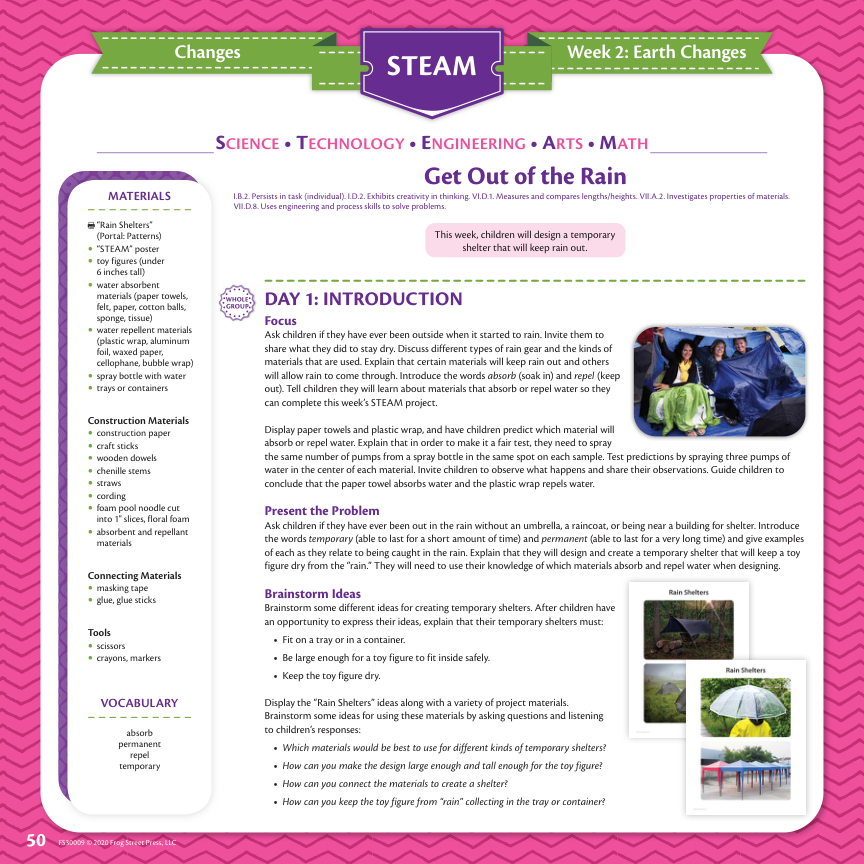 Changes
STEAM
Week 2: Earth Changes
SCIENCE • TECHNOLOGY • ENGINEERING • ARTS • MATH
MATERIALS
"Rain Shelters"
(Portal: Patterns)
• "STEAM" poster
• toy figures (under
6 inches tall)
• water absorbent
materials (paper towels,
felt, paper, cotton balls,
sponge, tissue)
• water repellent materials
(plastic wrap, aluminum
foil, waxed paper,
cellophane, bubble wrap)
• spray bottle with water
• trays or containers
Construction Materials
• construction paper
• craft sticks
• wooden dowels
• chenille stems
• straws
• cording
• foam pool noodle cut
into 1" slices, floral foam
• absorbent and repellant
materials
Connecting Materials
• masking tape
• glue, glue sticks
Tools
• scissors
• crayons, markers
VOCABULARY
absorb
permanent
repel
temporary
Get Out of the Rain
I.B.2. Persists in task (individual). I.D.2. Exhibits creativity in thinking. VI.D.1. Measures and compares lengths/heights. VII.A.2. Investigates properties of materials.
VII.D.8. Uses engineering and process skills to solve problems.
This week, children will design a temporary
shelter that will keep rain out.
WHOLE
GROUP
DAY 1: INTRODUCTION
Focus
Ask children if they have ever been outside when it started to rain. Invite them to
share what they did to stay dry. Discuss different types of rain gear and the kinds of
materials that are used. Explain that certain materials will keep rain out and others
will allow rain to come through. Introduce the words absorb (soak in) and repel (keep
out). Tell children they will learn about materials that absorb or repel water so they
can complete this week's STEAM project.
Display paper towels and plastic wrap, and have children predict which material will
absorb or repel water. Explain that in order to make it a fair test, they need to spray
the same number of pumps from a spray bottle in the same spot on each sample. Test predictions by spraying three pumps of
water in the center of each material. Invite children to observe what happens and share their observations. Guide children to
conclude that the paper towel absorbs water and the plastic wrap repels water.
Present the Problem
Ask children if they have ever been out in the rain without an umbrella, a raincoat, or being near a building for shelter. Introduce
the words temporary (able to last for a short amount of time) and permanent (able to last for a very long time) and give examples
of each as they relate to being caught in the rain. Explain that they will design and create a temporary shelter that will keep a toy
figure dry from the "rain." They will need to use their knowledge of which materials absorb and repel water when designing.
Brainstorm Ideas
Brainstorm some different ideas for creating temporary shelters. After children have
an opportunity to express their ideas, explain that their temporary shelters must:
• Fit on a tray or in a container.
• Be large enough for a toy figure to fit inside safely.
• Keep the toy figure dry.
Display the "Rain Shelters" ideas along with a variety of project materials.
Brainstorm some ideas for using these materials by asking questions and listening
to children's responses:
• Which materials would be best to use for different kinds of temporary shelters?
• How can you make the design large enough and tall enough for the toy figure?
• How can you connect the materials to create a shelter?
• How can you keep the toy figure from "rain" collecting in the tray or container?
Rain Shelters
Rain Shelters
50
FS30009 © 2020 Frog Street Press, LLC